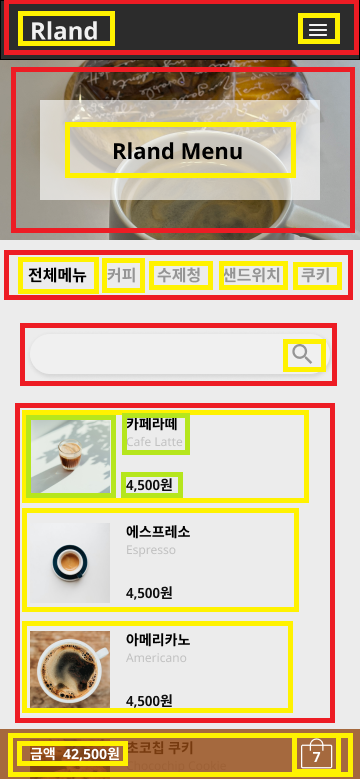 Rland
Rland Menu
전체메뉴 커피 수제청 샌드위치 쿠키
카페라떼
Cafe Latte
4,500원
에스프레소
Espresso
4,500원
아메리카노
Americano
4,500원
초코칩 쿠키
Chocochip Cookie
금액 42,500원
7